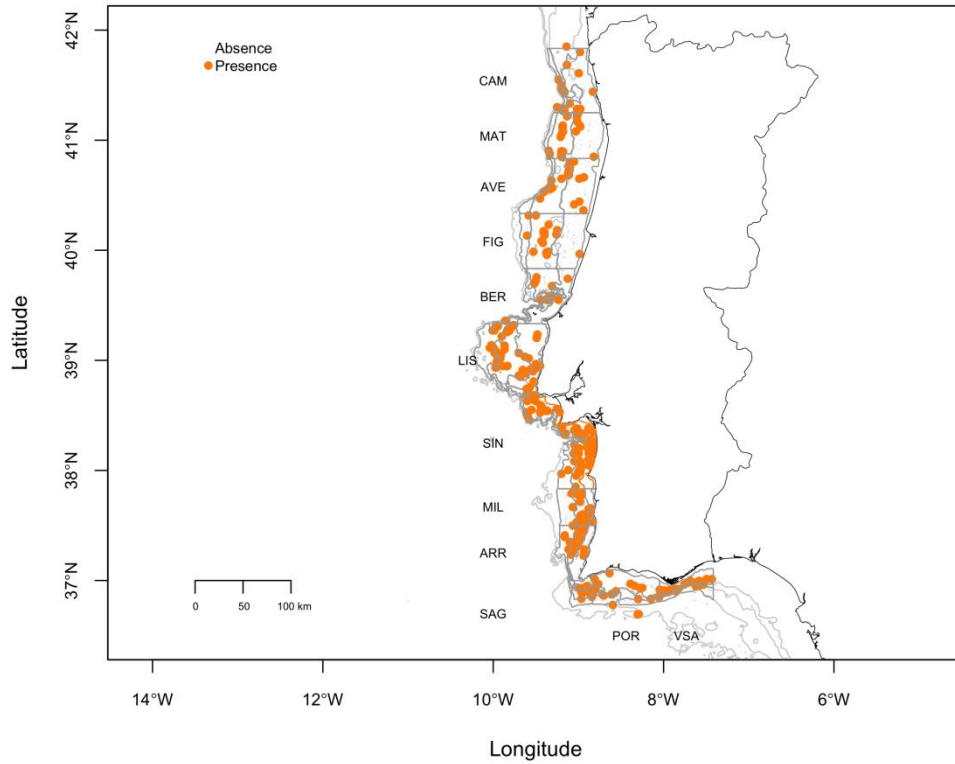 Absence
Presence
CAM
MAT
AVE
FIG
BER
LIS
SIN
MIL
ARR
SAG
POR
VSA
42°N
41°N
40°N
39°N
38°N
37°N
Latitude
0
50
100 km
14°W
12°W
10°W
8°W
6°W
Longitude